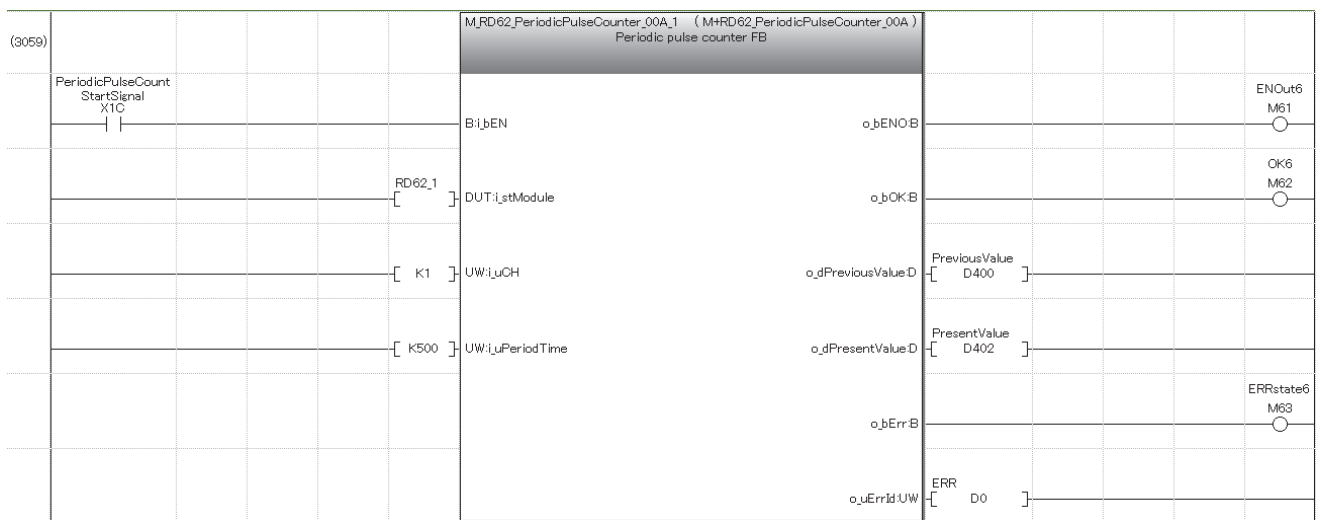 M_RD62_PeriodicPulseCounter_00A_1 ( M+RD62_PeriodicPulseCounter_00A )
Periodic pulse counter FB
(3059)
PeriodicPulseCount
StartSignal
X1C
B:i_bEN
o_bENO:B
ENOut6
M61
RD62_1
DUT:i_stModule
o_bOK:B
OK6
M62
K1
UW:i_uCH
o_dPreviousValue:D
PreviousValue
D400
K500
UW:i_uPeriodTime
o_dPresentValue:D
PresentValue
D402
o_bErr:B
ERRstate6
M63
o_uErrId:UW
ERR
D0